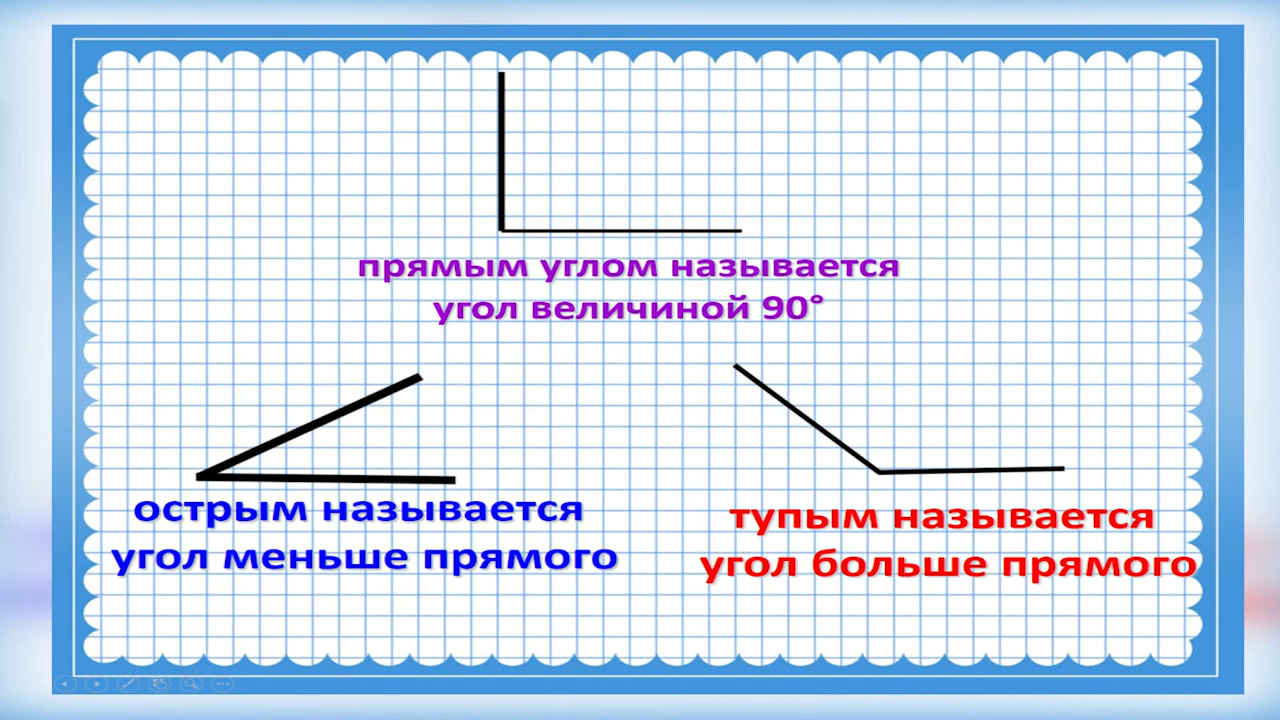 прямым углом называется
угол величиной 90°
острым называется
угол меньше прямого
тупым называется
угол больше прямого